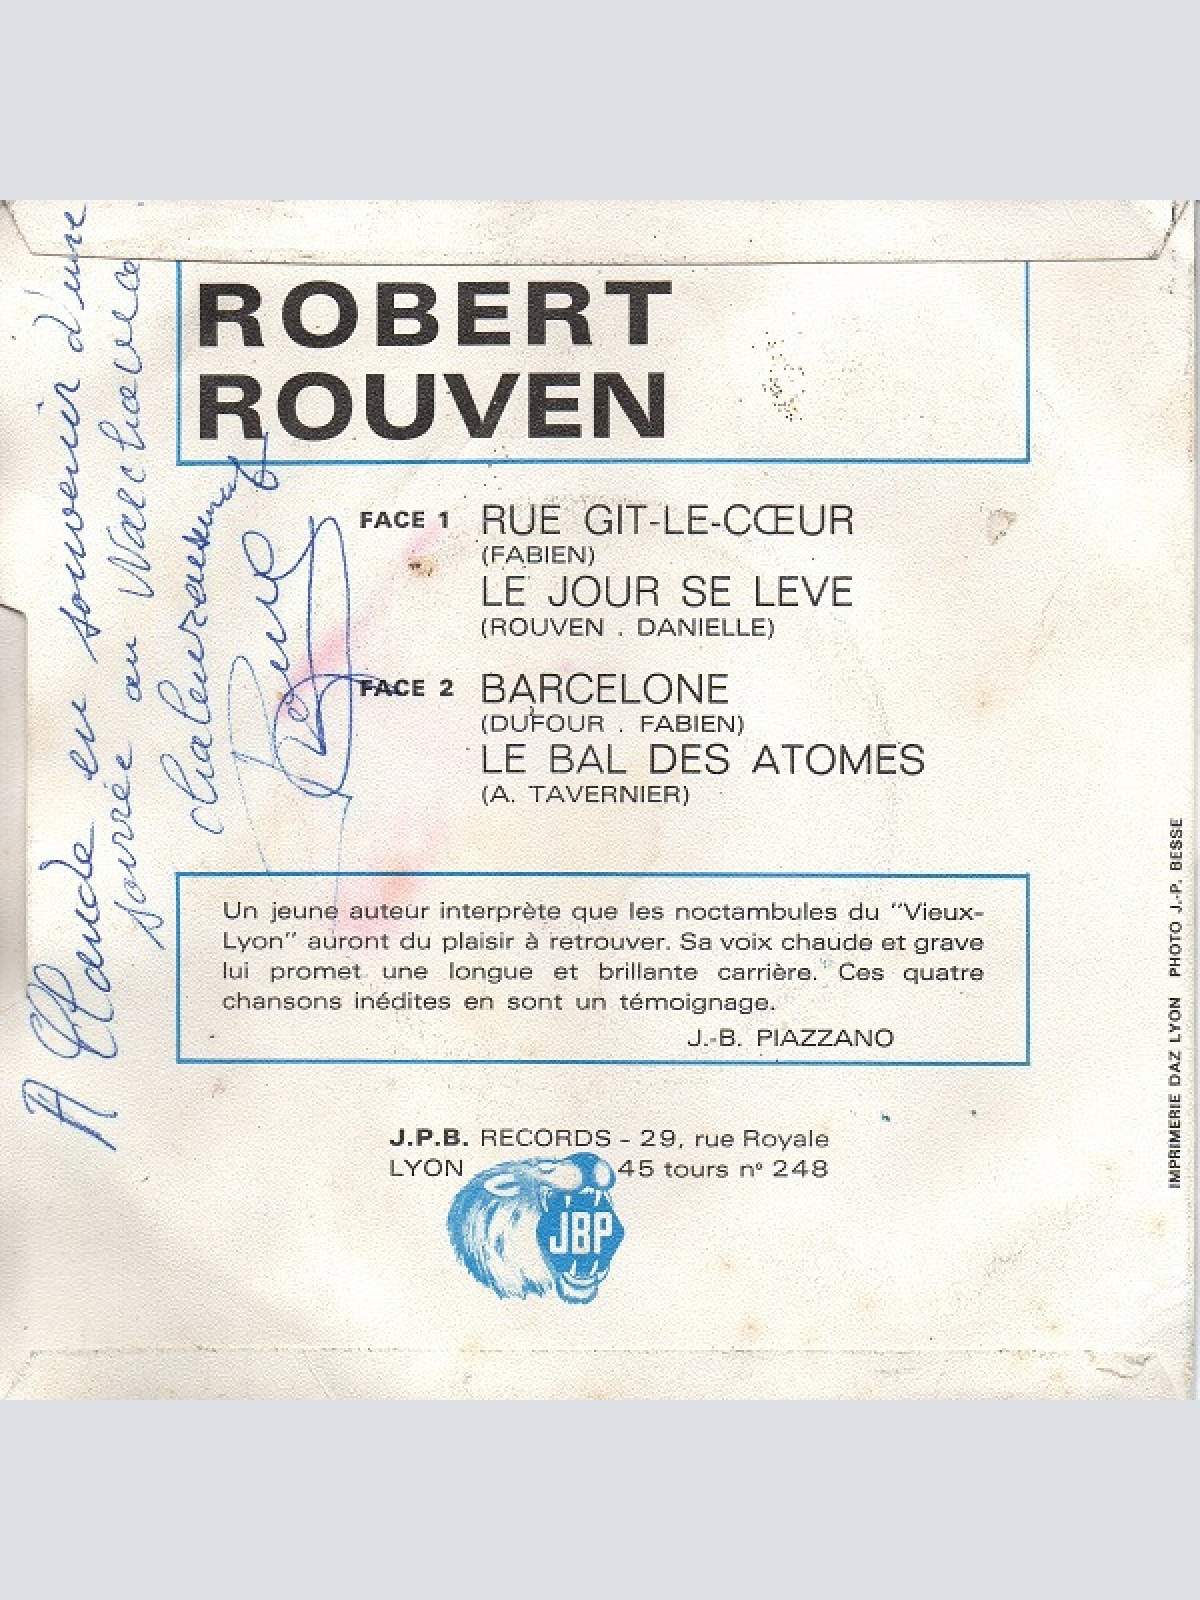 ROBERT
ROUVEN
FACE 1 RUE GIT-LE-CŒUR
(FABIEN)
LE JOUR SE LEVE
(ROUVEN . DANIELLE)
FACE 2 BARCELONE
(DUFOUR . FABIEN)
LE BAL DES ATOMES
(A. TAVERNIER)
Un jeune auteur interprète que les noctambules du "Vieux-
Lyon" auront du plaisir à retrouver. Sa voix chaude et grave
lui promet une longue et brillante carrière. Ces quatre
chansons inédites en sont un témoignage.
J.-B. PIAZZANO
J.P.B. RECORDS - 29, rue Royale
LYON 45 tours n° 248
JBP
IMPRIMERIE DAZ LYON PHOTO J.-P. BESSE
A Claude en souvenir d'une
soirée au
chaleureusement